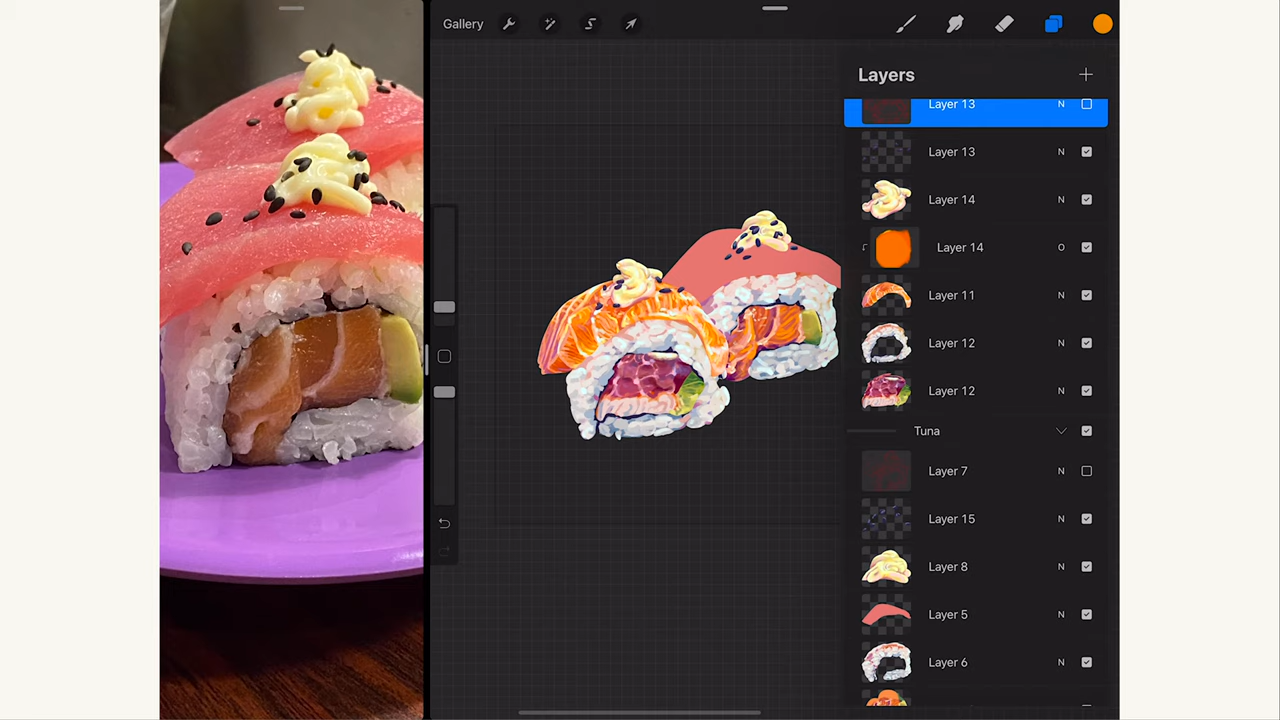 Gallery
Layers
Layer 13 N
Layer 13 N
Layer 14 N
Layer 14 O
Layer 11 N
Layer 12 N
Layer 12 N
Tuna
Layer 7 N
Layer 15 N
Layer 8 N
Layer 5 N
Layer 6 N